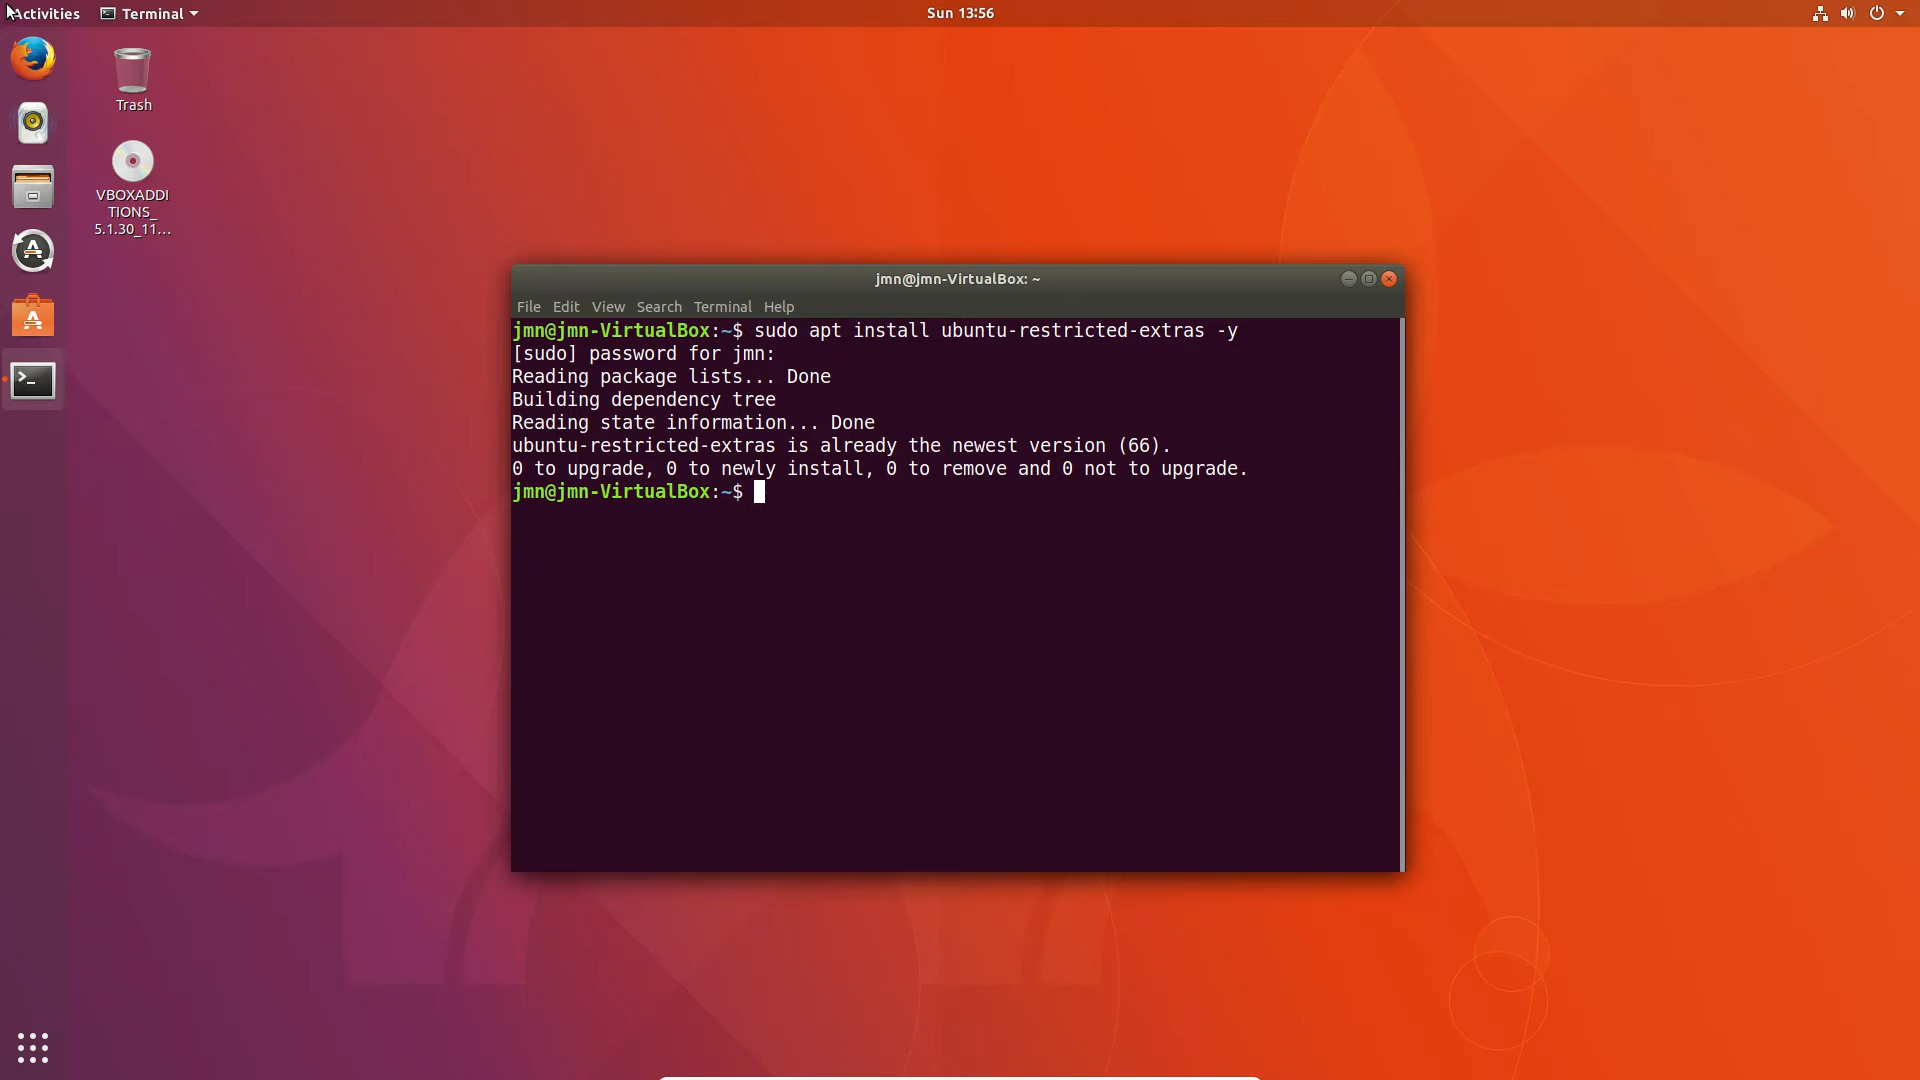 Activities
Terminal
Sun 13:56
Trash
VBOXADDI
TIONS_
5.1.30_11...
jmn@jmn-VirtualBox: ~
File Edit View Search Terminal Help
jmn@jmn-VirtualBox:~$ sudo apt install ubuntu-restricted-extras -y
[sudo] password for jmn:
Reading package lists... Done
Building dependency tree
Reading state information... Done
ubuntu-restricted-extras is already the newest version (66).
0 to upgrade, 0 to newly install, 0 to remove and 0 not to upgrade.
jmn@jmn-VirtualBox:~$